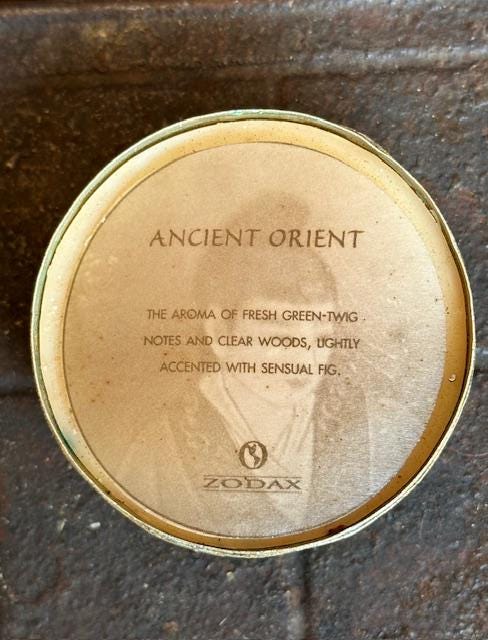 ANCIENT ORIENT
THE AROMA OF FRESH GREEN-TWIG
NOTES AND CLEAR WOODS, LIGHTLY
ACCENTED WITH SENSUAL FIG.
ZODAX